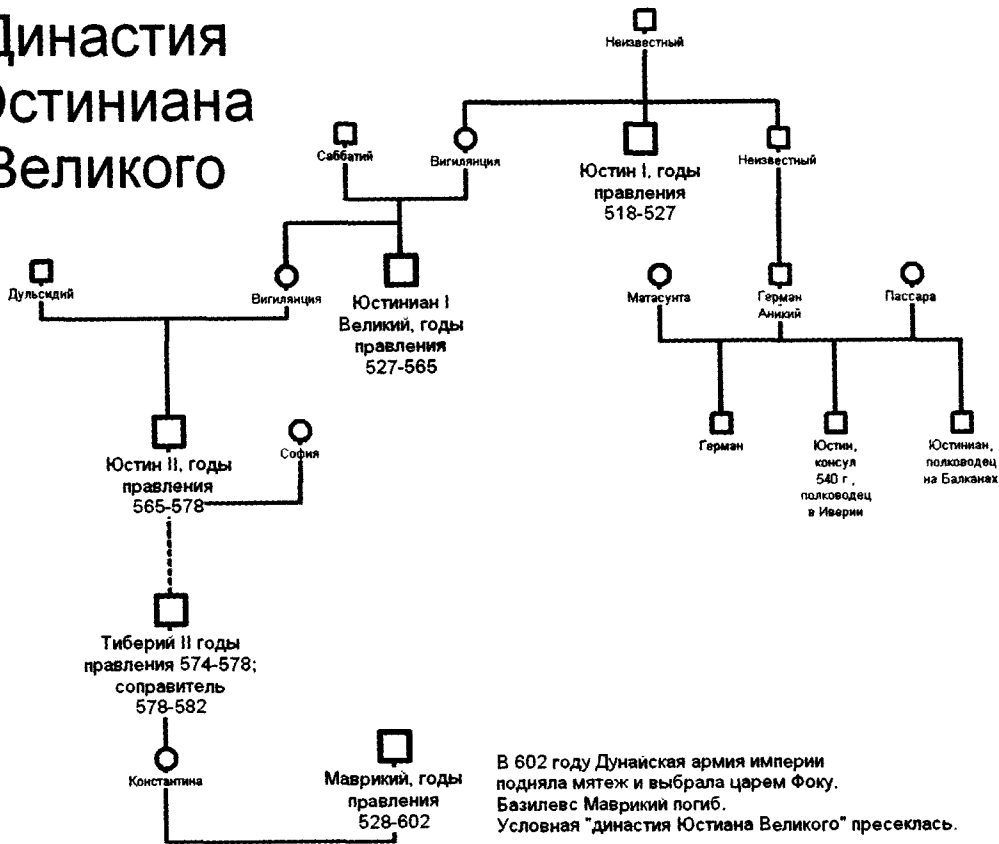 Династия
Юстиниана
Великого
Неизвестный
Саббатий
Вигилянция
Юстин I, годы
правления
518-527
Неизвестный
Дульсидий
Вигилянция
Юстиниан I
Великий, годы
правления
527-565
Матасунта
Герман
Аникий
Пассара
Юстин II, годы
правления
565-578
София
Герман
Юстин,
консул
540 г ,
полководец
в Иверии
Юстиниан,
полководец
на Балканах
Тиберий II годы
правления 574-578;
соправитель
578-582
Константина
Маврикий, годы
правления
528-602
В 602 году Дунайская армия империи
подняла мятеж и выбрала царем Фоку.
Базилевс Маврикий погиб.
Условная "династия Юстиана Великого" пресеклась.